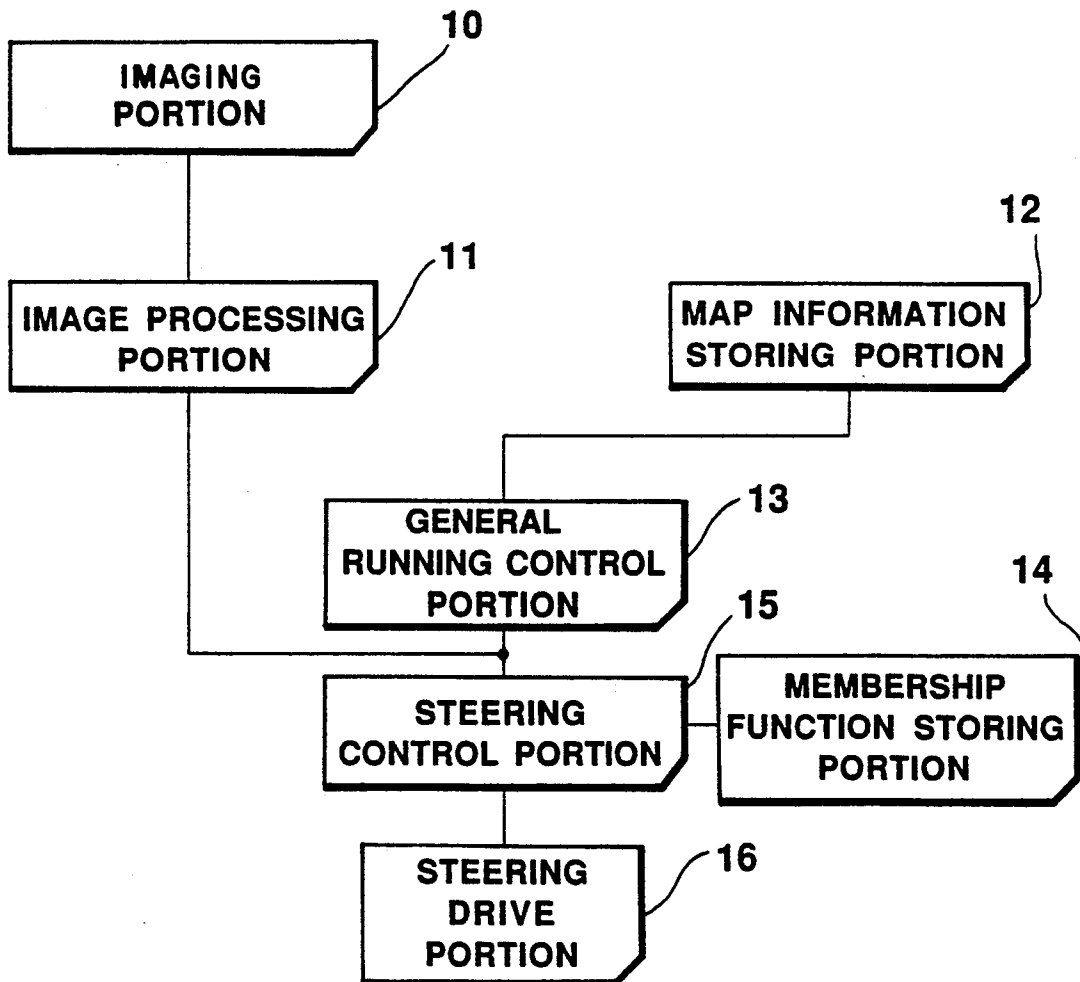 10
IMAGING
PORTION
11
IMAGE PROCESSING
PORTION
12
MAP INFORMATION
STORING PORTION
13
GENERAL
RUNNING CONTROL
PORTION
14
MEMBERSHIP
FUNCTION STORING
PORTION
15
STEERING
CONTROL PORTION
16
STEERING
DRIVE
PORTION